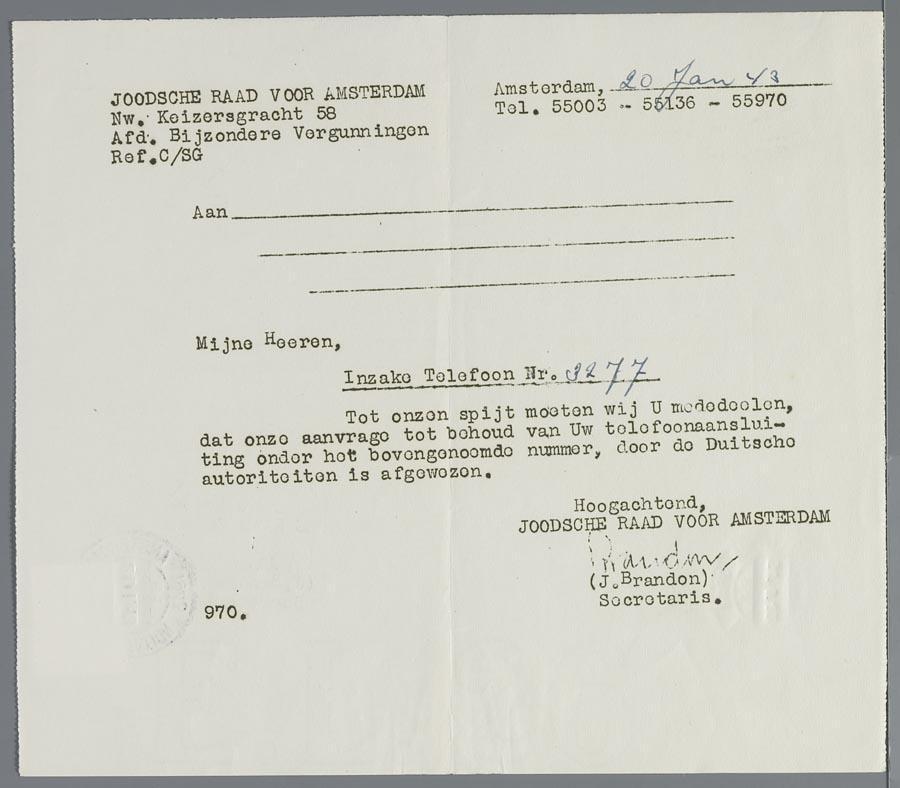 JOODSCHE RAAD VOOR AMSTERDAM
Nw. Keizersgracht 58
Afd. Bijzondere Vergunningen
Ref.C/SG
Amsterdam, 20 Jan 43
Tel. 55003 - 55136 - 55970
Aan
Mijne Heeren,
Inzake Telefoon Nr. 3277
Tot onzen spijt moeten wij U mededeelen,
dat onze aanvrage tot behoud van Uw telefoonaanslui-
ting onder het bovengenoemde nummer, door de Duitsche
autoriteiten is afgewezen.
Hoogachtend,
JOODSCHE RAAD VOOR AMSTERDAM
Brandon
(J.Brandon)
Secretaris.
970.